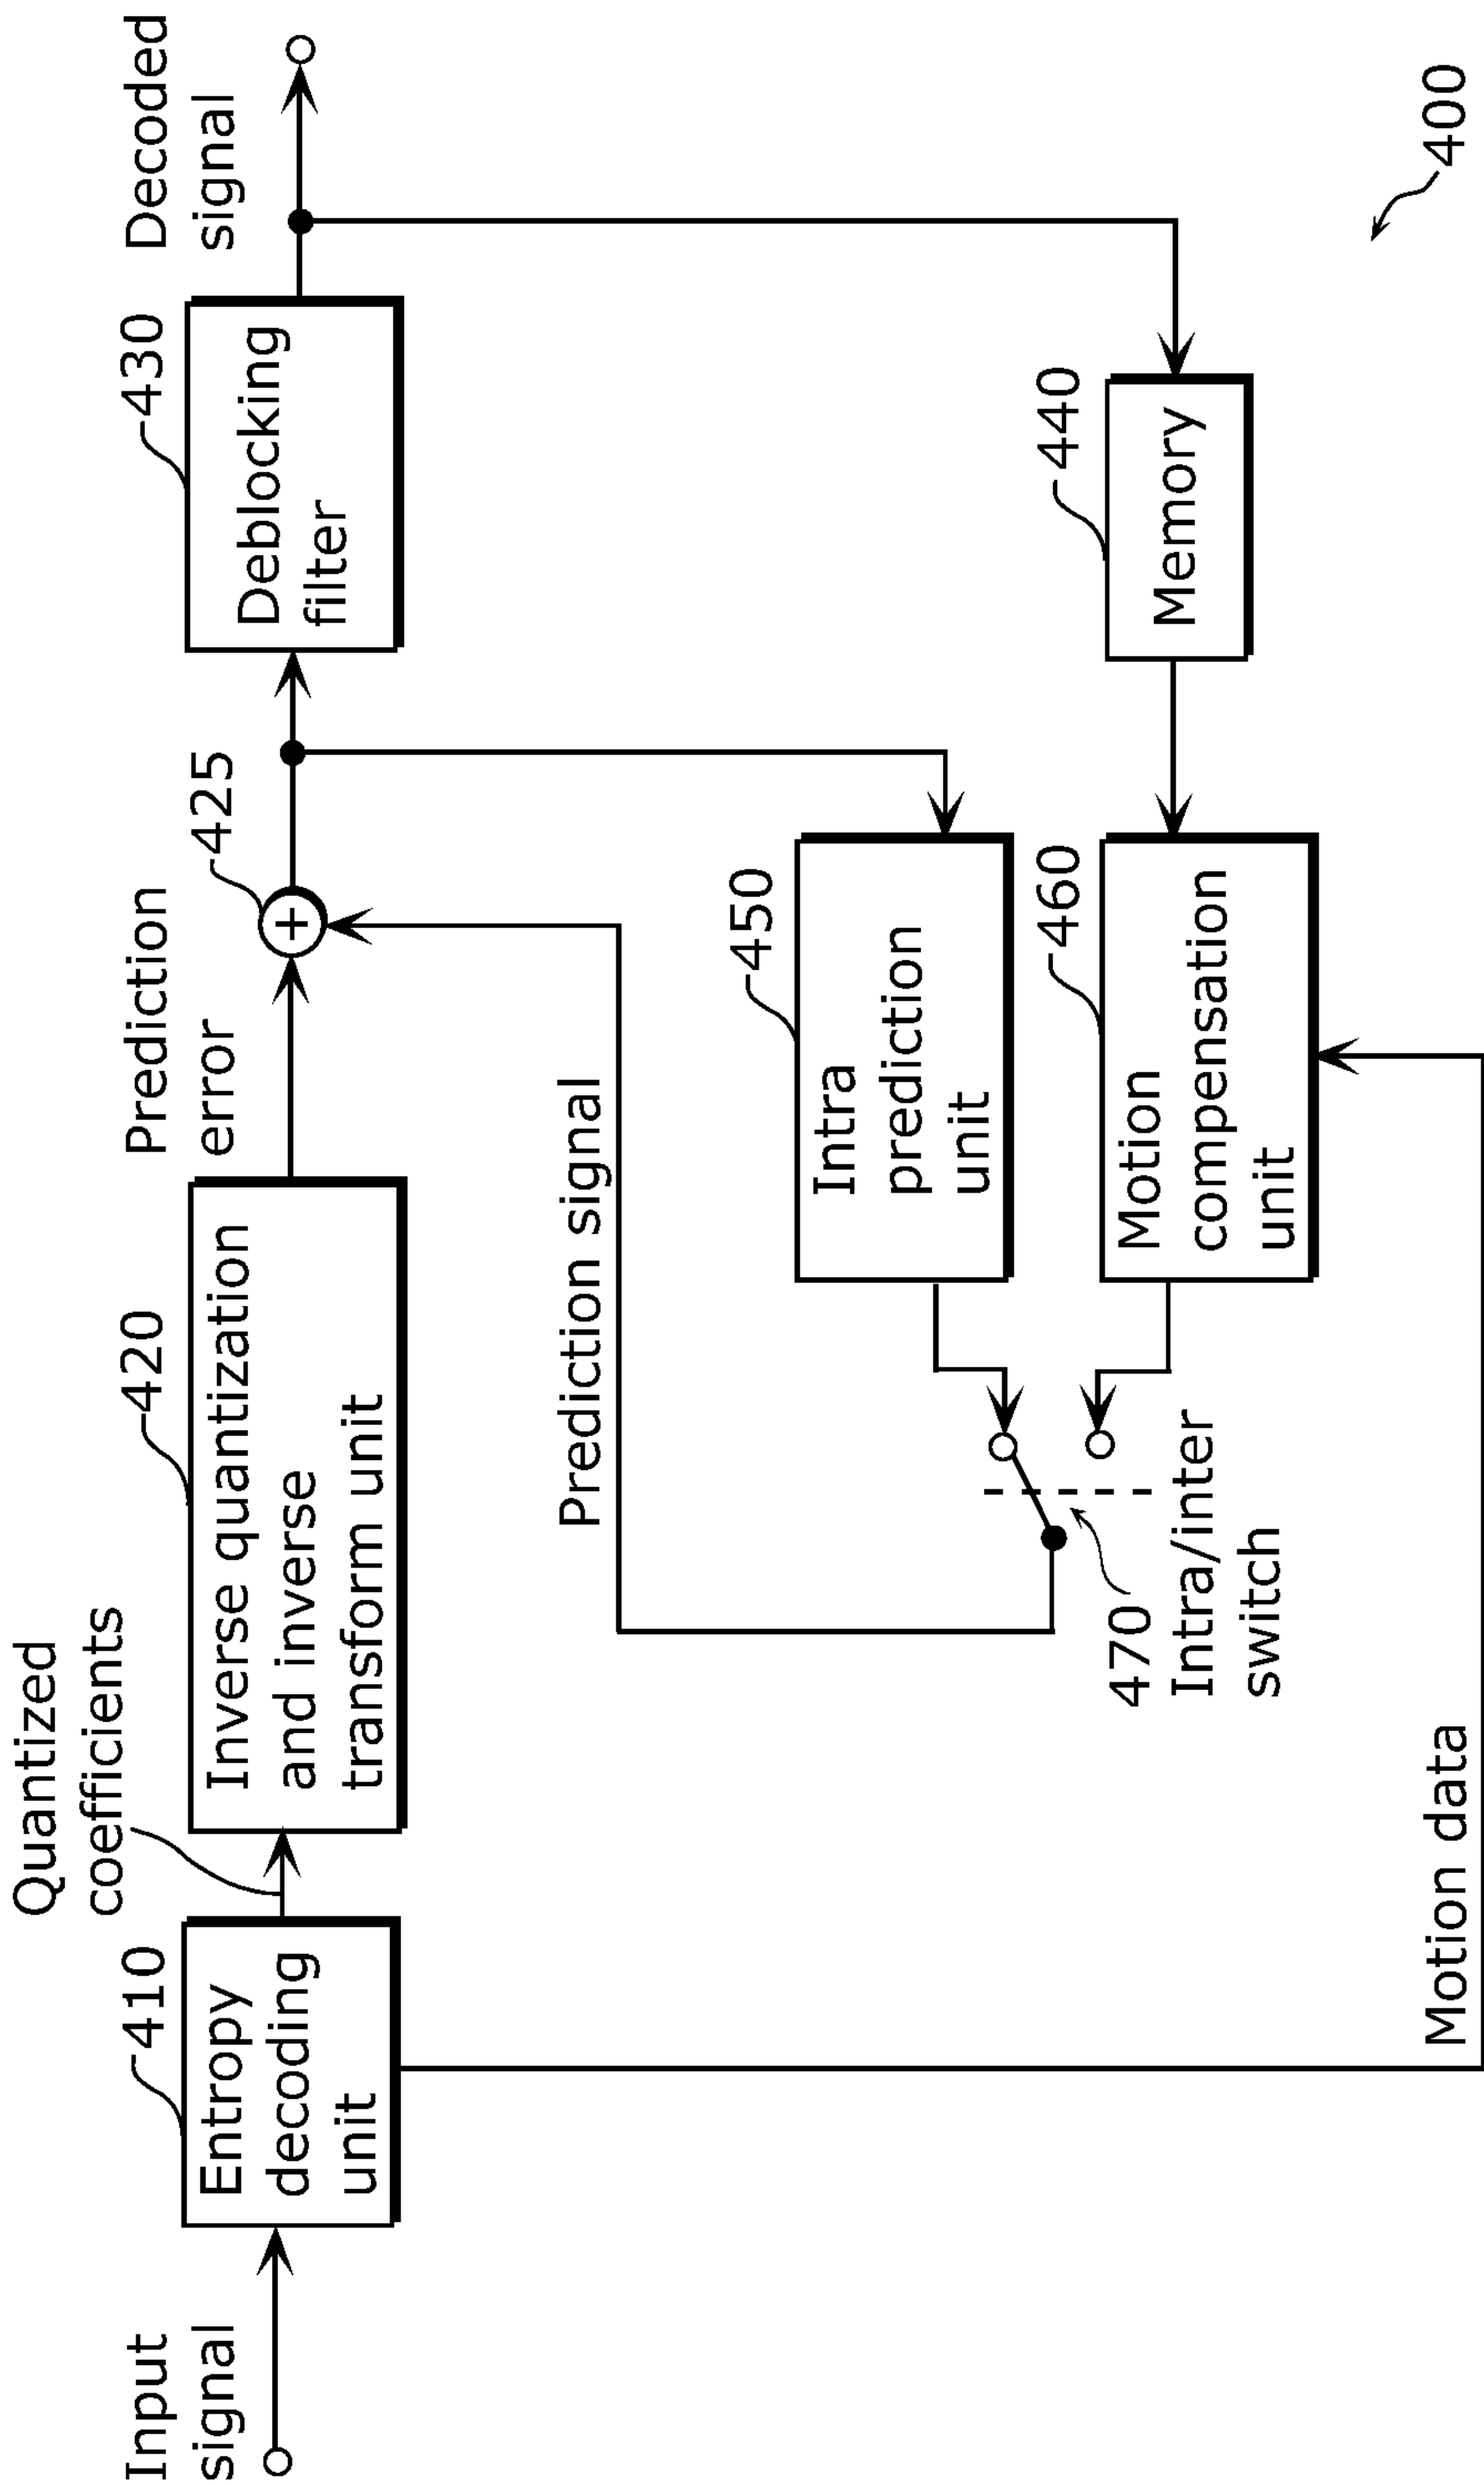 Quantized
coefficients
Input
signal
410
Entropy
decoding
unit
420
Inverse quantization
and inverse
transform unit
Prediction
error
425
+
430
Deblocking
filter
Decoded
signal
Prediction signal
450
Intra
prediction
unit
440
Memory
460
Motion
compensation
unit
470
Intra/inter
switch
Motion data
400